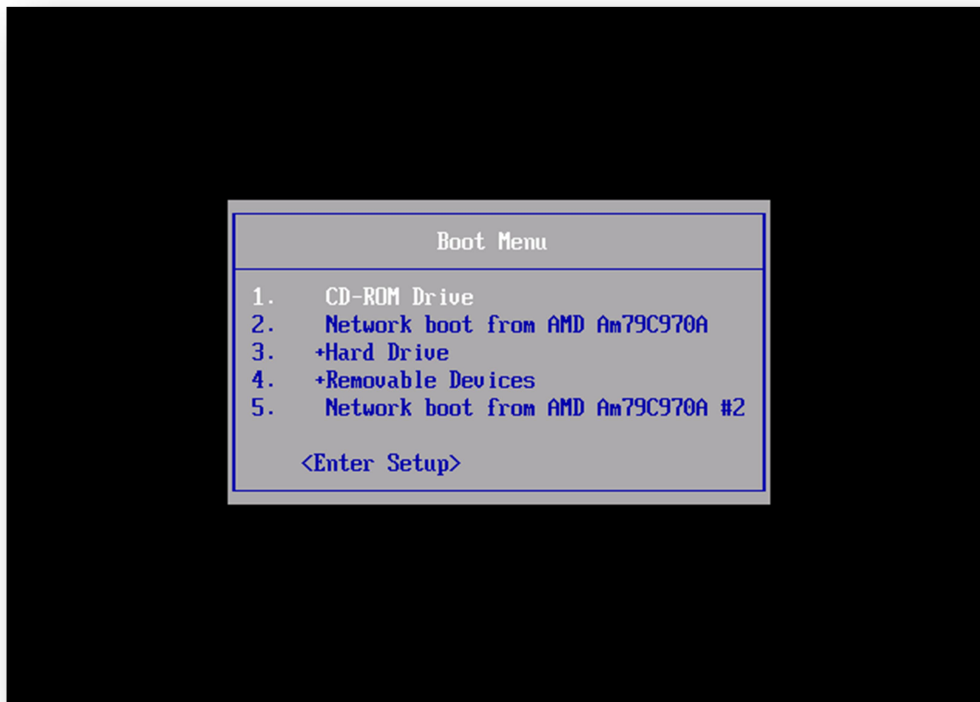 Boot Menu
1. CD-ROM Drive
2. Network boot from AMD Am79C970A
3. +Hard Drive
4. +Removable Devices
5. Network boot from AMD Am79C970A #2
<Enter Setup>